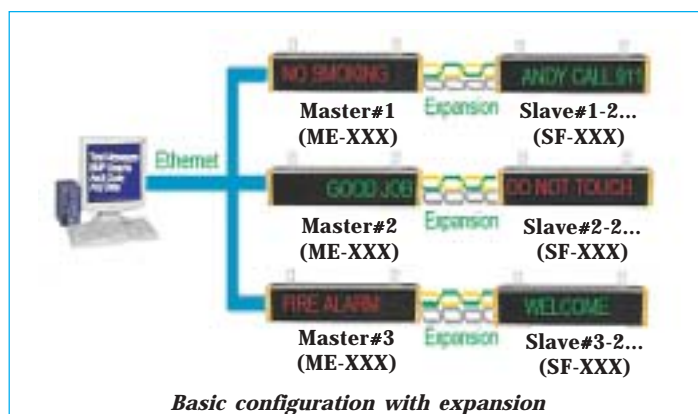 NO SMOKING
ANDY CALL 911
Expansion
Master#1
(ME-XXX)
Slave#1-2...
(SF-XXX)
Ethernet
GOOD JOB
DO NOT TOUCH
Expansion
Master#2
(ME-XXX)
Slave#2-2...
(SF-XXX)
FIRE ALARM
WELCOME
Expansion
Master#3
(ME-XXX)
Slave#3-2...
(SF-XXX)
Basic configuration with expansion